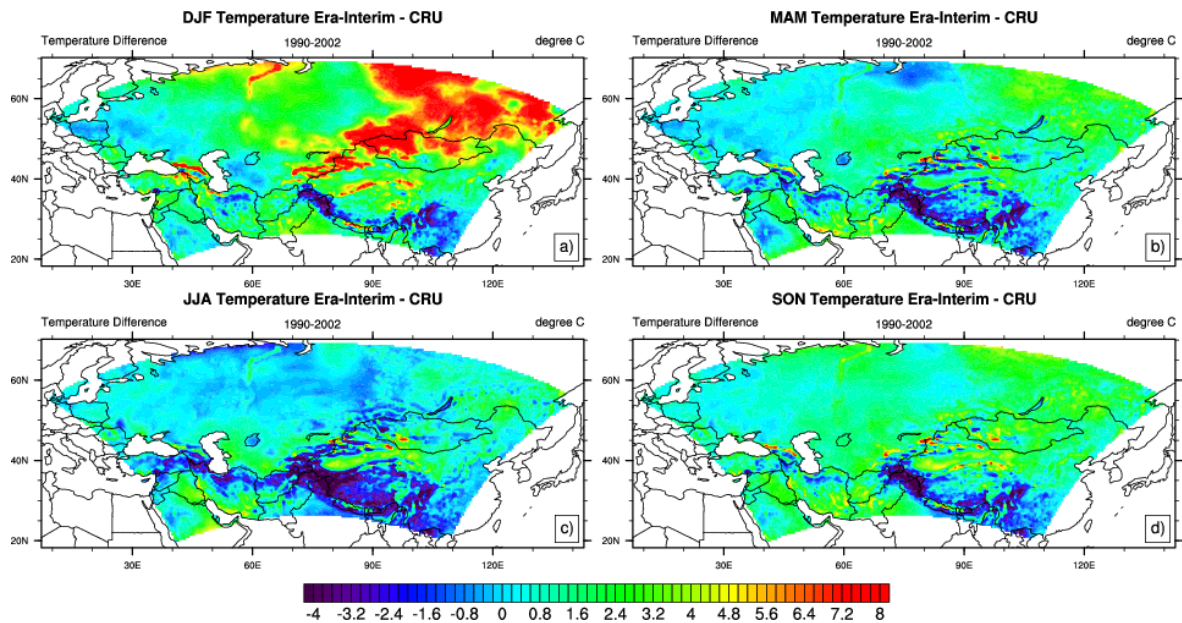 DJF Temperature Era-Interim - CRU
Temperature Difference 1990-2002 degree C
60N
40N
20N
30E 60E 90E 120E
a)
MAM Temperature Era-Interim - CRU
Temperature Difference 1990-2002 degree C
60N
40N
20N
30E 60E 90E 120E
b)
JJA Temperature Era-Interim - CRU
Temperature Difference 1990-2002 degree C
60N
40N
20N
30E 60E 90E 120E
c)
SON Temperature Era-Interim - CRU
Temperature Difference 1990-2002 degree C
60N
40N
20N
30E 60E 90E 120E
d)
-4 -3.2 -2.4 -1.6 -0.8 0 0.8 1.6 2.4 3.2 4 4.8 5.6 6.4 7.2 8